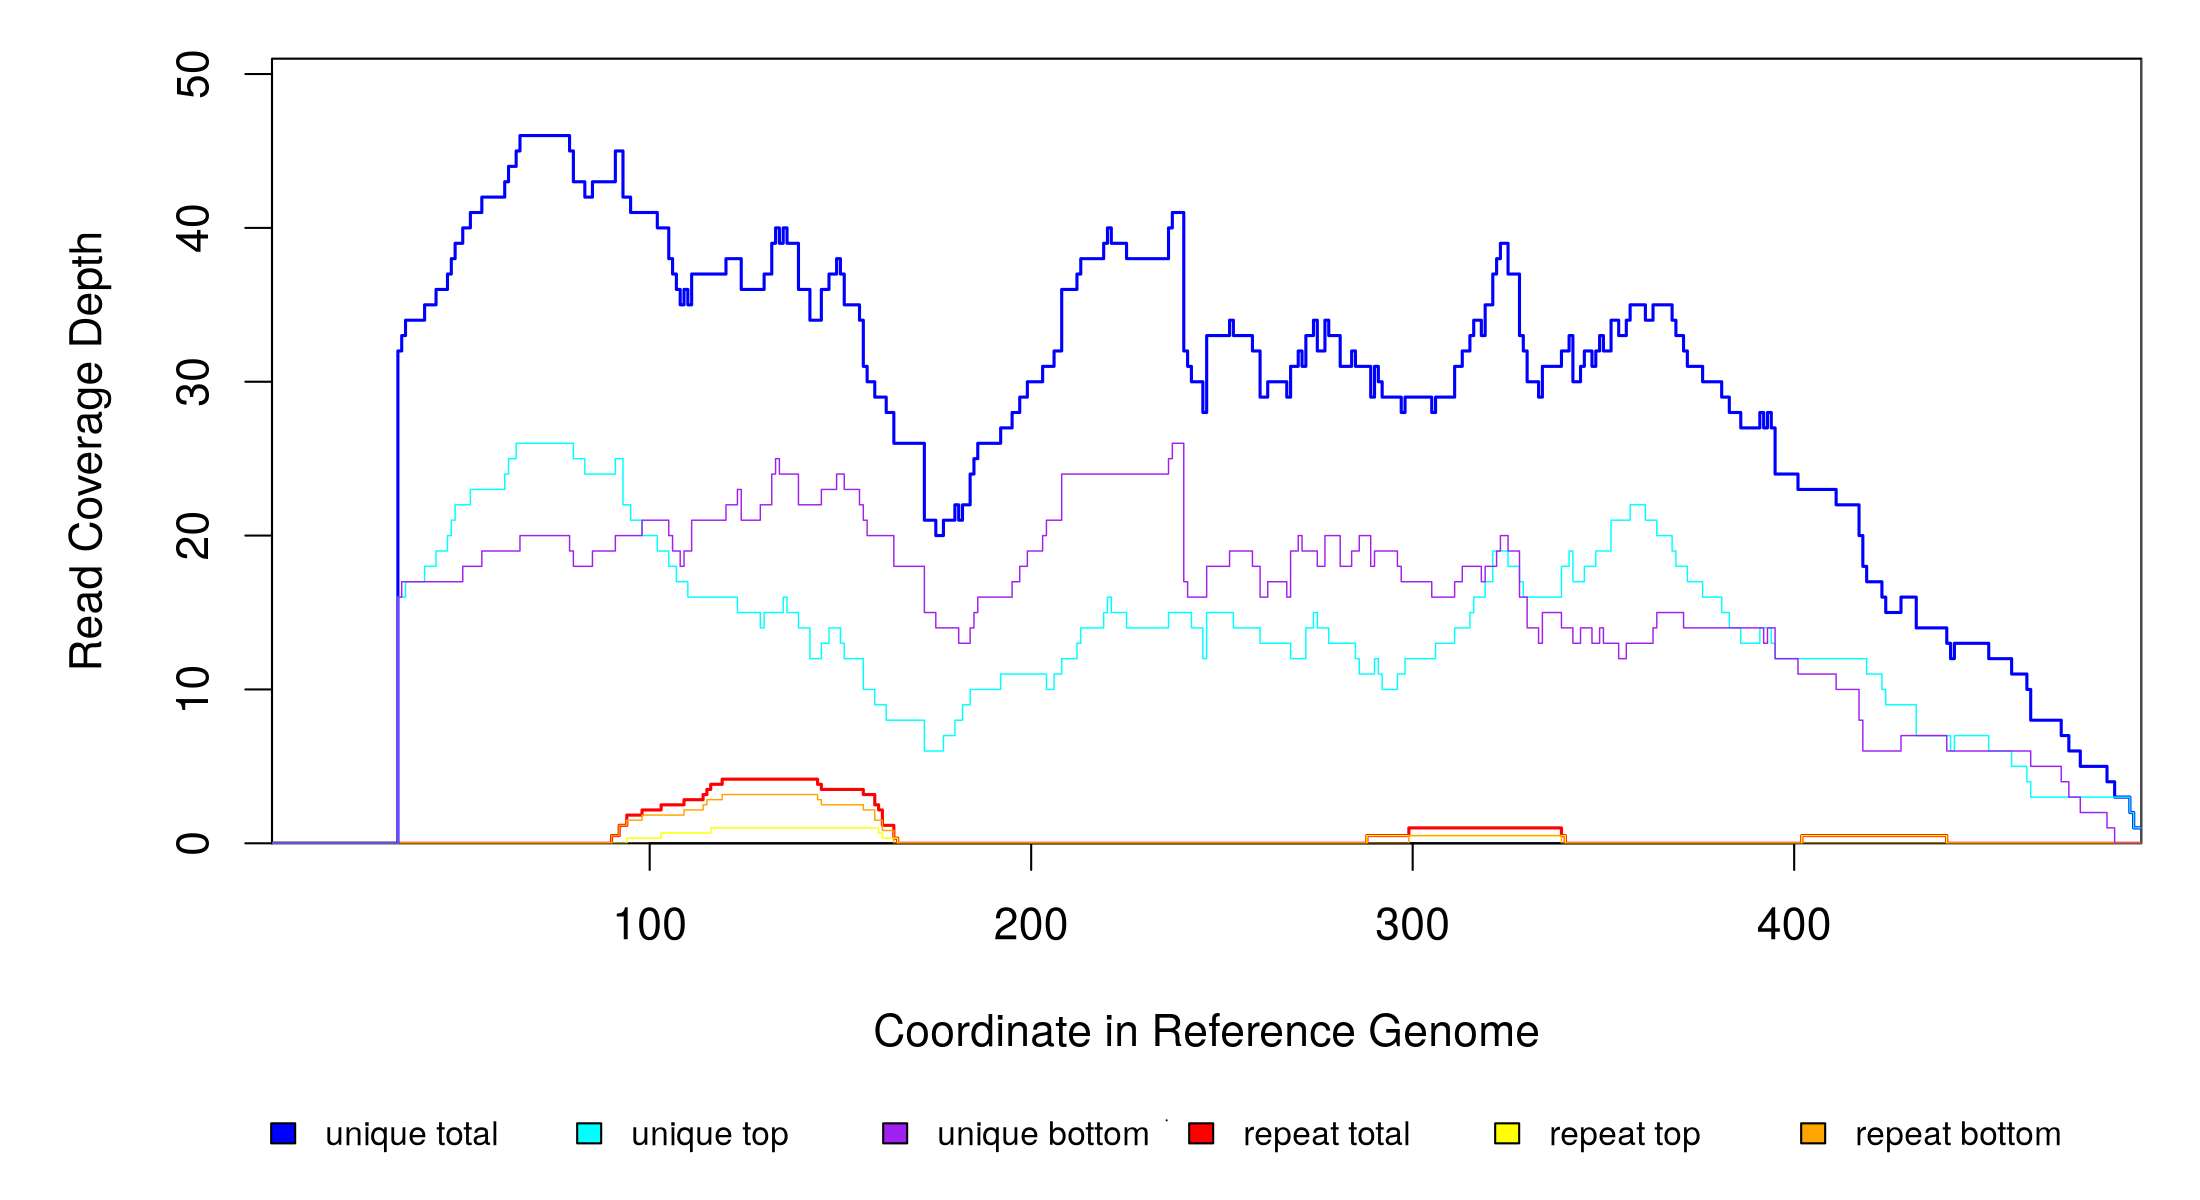 50
40
30
20
10
0
Read Coverage Depth
100 200 300 400
Coordinate in Reference Genome
unique total unique top unique bottom repeat total repeat top repeat bottom